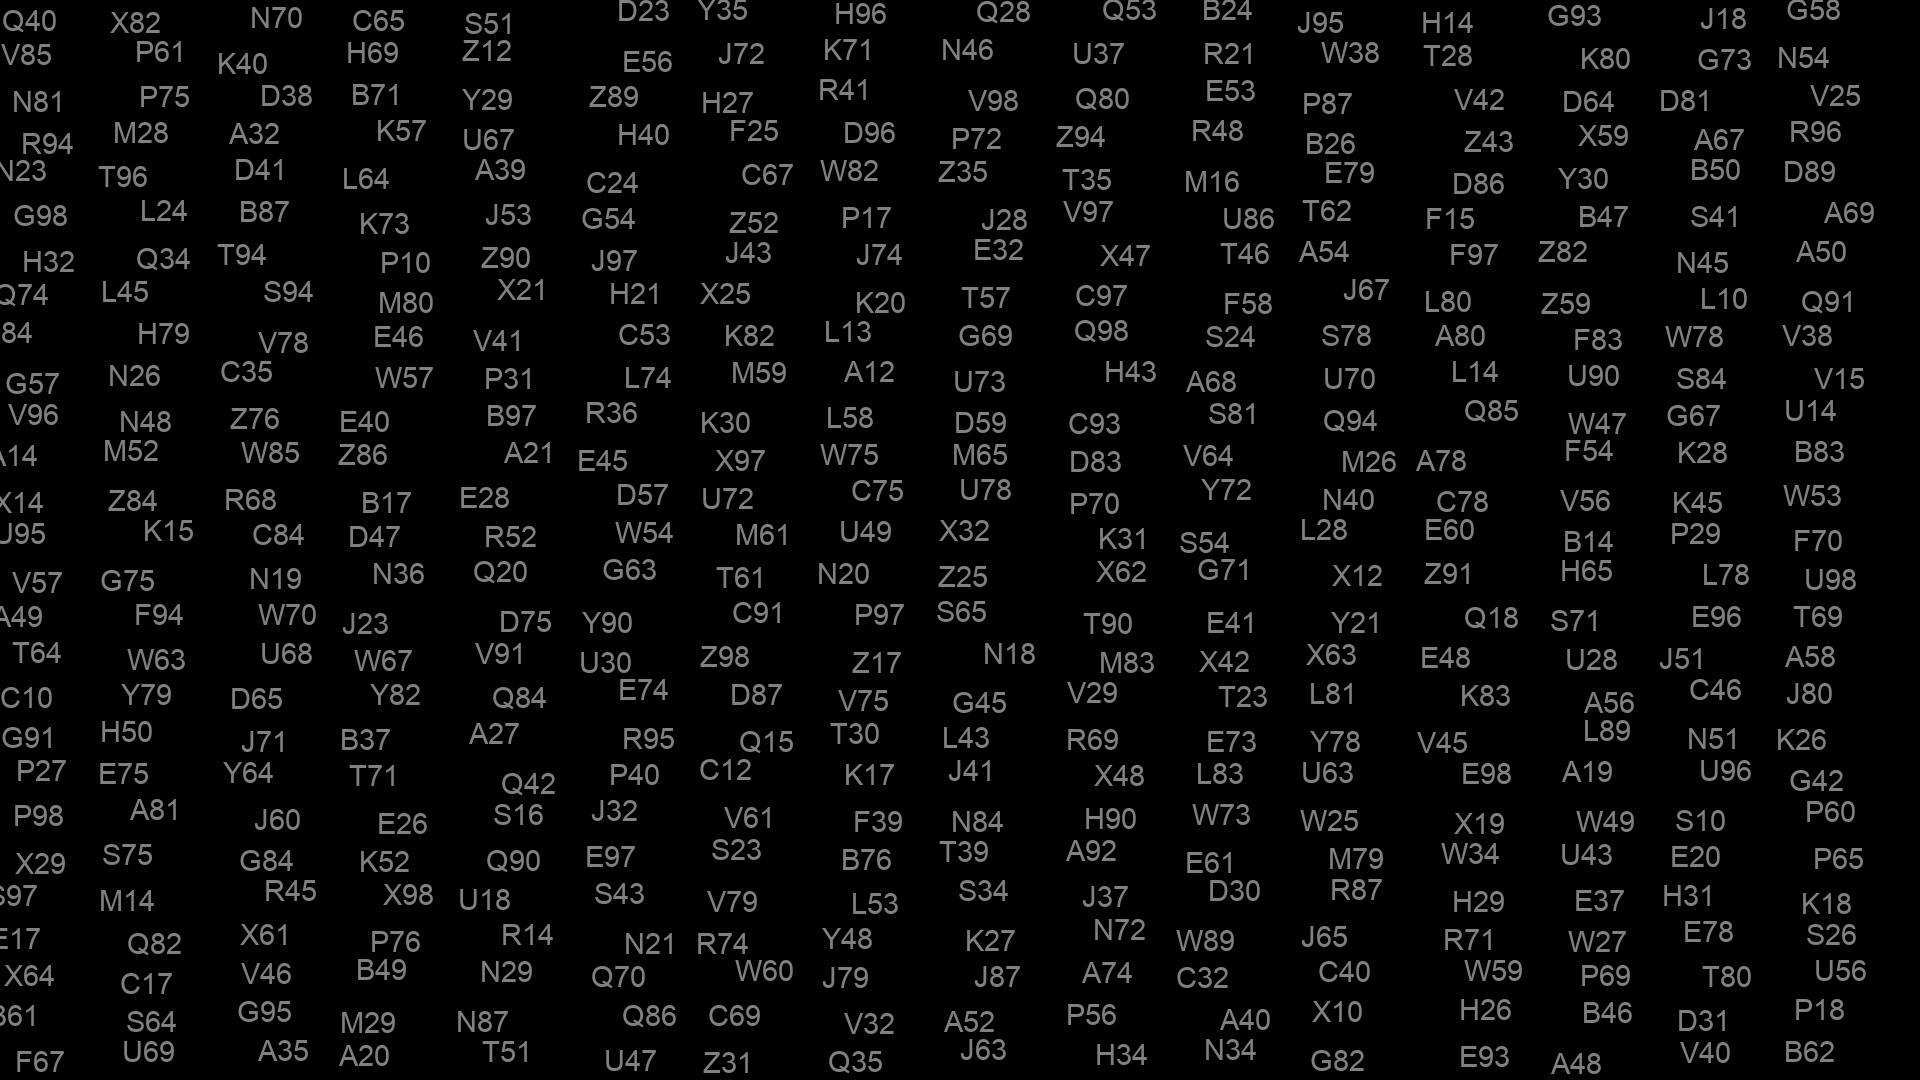 Q40 X82 N70 C65 S51 D23 Y35 H96 Q28 Q53 B24 J95 H14 G93 J18 G58
V85 P61 K40 H69 Z12 E56 J72 K71 N46 U37 R21 W38 T28 K80 G73 N54
N81 P75 D38 B71 Y29 Z89 H27 R41 V98 Q80 E53 P87 V42 D64 D81 V25
R94 M28 A32 K57 U67 H40 F25 D96 P72 Z94 R48 B26 Z43 X59 A67 R96
N23 T96 D41 L64 A39 C24 C67 W82 Z35 T35 M16 E79 D86 Y30 B50 D89
G98 L24 B87 K73 J53 G54 Z52 P17 J28 V97 U86 T62 F15 B47 S41 A69
H32 Q34 T94 P10 Z90 J97 J43 J74 E32 X47 T46 A54 F97 Z82 N45 A50
Q74 L45 S94 M80 X21 H21 X25 K20 T57 C97 F58 J67 L80 Z59 L10 Q91
84 H79 V78 E46 V41 C53 K82 L13 G69 Q98 S24 S78 A80 F83 W78 V38
G57 N26 C35 W57 P31 L74 M59 A12 U73 H43 A68 U70 L14 U90 S84 V15
V96 N48 Z76 E40 B97 R36 K30 L58 D59 C93 S81 Q94 Q85 W47 G67 U14
A14 M52 W85 Z86 A21 E45 X97 W75 M65 D83 V64 M26 A78 F54 K28 B83
X14 Z84 R68 B17 E28 D57 U72 C75 U78 P70 Y72 N40 C78 V56 K45 W53
U95 K15 C84 D47 R52 W54 M61 U49 X32 K31 S54 L28 E60 B14 P29 F70
V57 G75 N19 N36 Q20 G63 T61 N20 Z25 X62 G71 X12 Z91 H65 L78 U98
A49 F94 W70 J23 D75 Y90 C91 P97 S65 T90 E41 Y21 Q18 S71 E96 T69
T64 W63 U68 W67 V91 U30 Z98 Z17 N18 M83 X42 X63 E48 U28 J51 A58
C10 Y79 D65 Y82 Q84 E74 D87 V75 G45 V29 T23 L81 K83 A56 C46 J80
G91 H50 J71 B37 A27 R95 Q15 T30 L43 R69 E73 Y78 V45 L89 N51 K26
P27 E75 Y64 T71 Q42 P40 C12 K17 J41 X48 L83 U63 E98 A19 U96 G42
P98 A81 J60 E26 S16 J32 V61 F39 N84 H90 W73 W25 X19 W49 S10 P60
X29 S75 G84 K52 Q90 E97 S23 B76 T39 A92 E61 M79 W34 U43 E20 P65
S97 M14 R45 X98 U18 S43 V79 L53 S34 J37 D30 R87 H29 E37 H31 K18
E17 Q82 X61 P76 R14 N21 R74 Y48 K27 N72 W89 J65 R71 W27 E78 S26
X64 C17 V46 B49 N29 Q70 W60 J79 J87 A74 C32 C40 W59 P69 T80 U56
B61 S64 G95 M29 N87 Q86 C69 V32 A52 P56 A40 X10 H26 B46 D31 P18
F67 U69 A35 A20 T51 U47 Z31 Q35 J63 H34 N34 G82 E93 A48 V40 B62